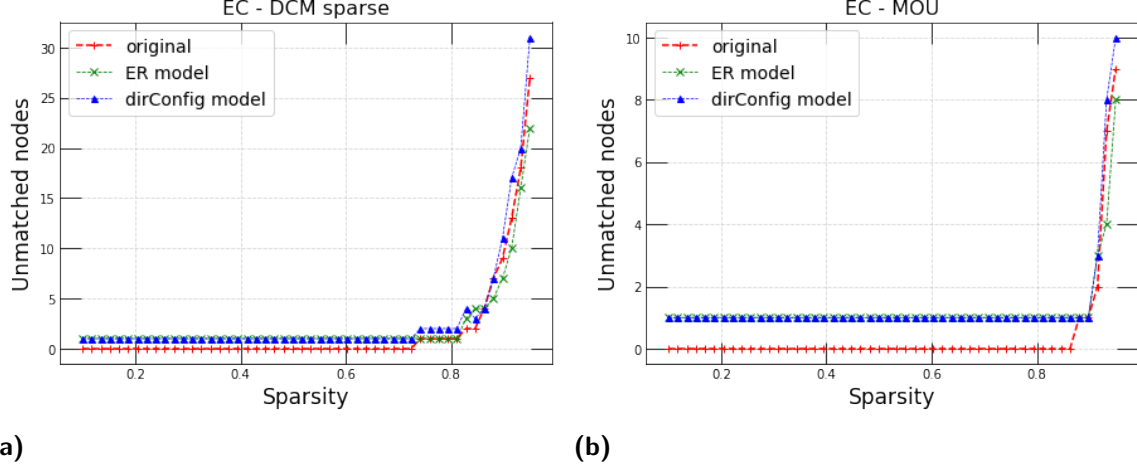 EC - DCM sparse
original
ER model
dirConfig model
Unmatched nodes
30
25
20
15
10
5
0
0.2
0.4
0.6
0.8
Sparsity
a)
EC - MOU
original
ER model
dirConfig model
Unmatched nodes
10
8
6
4
2
0
0.2
0.4
0.6
0.8
Sparsity
(b)